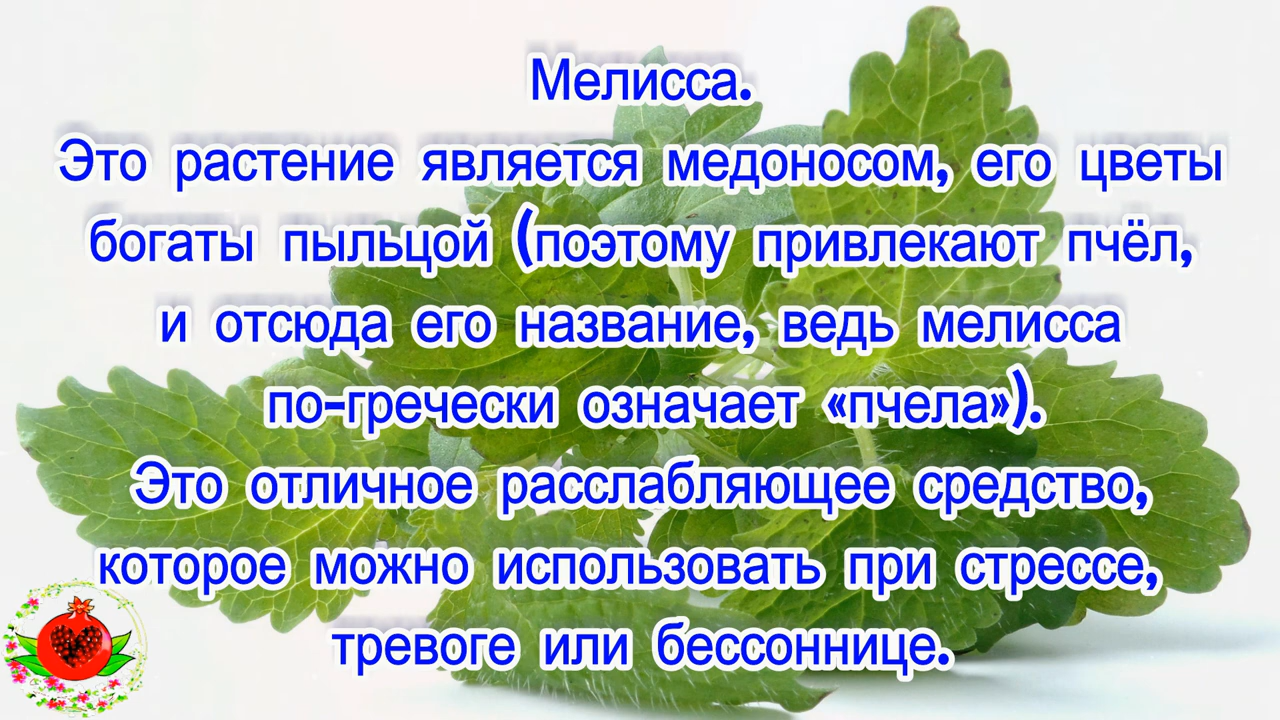 Мелисса.
Это растение является медоносом, его цветы
богаты пыльцой (поэтому привлекают пчёл,
и отсюда его название, ведь мелисса
по-гречески означает «пчела»).
Это отличное расслабляющее средство,
которое можно использовать при стрессе,
тревоге или бессоннице.